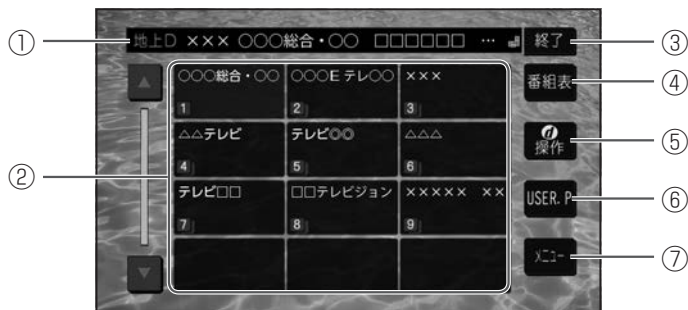 ① 地上D ××× ○○○総合・○○ □□□□□□ … 終了 ③
○○○総合・○○ ○○○E テレ○○ ××× 番組表 ④
1 2 3
△△テレビ テレビ◎◎ △△△ d 操作 ⑤
4 5 6
②
テレビ□□ □□テレビジョン ××××× ×× USER. P ⑥
7 8 9
メニュー ⑦